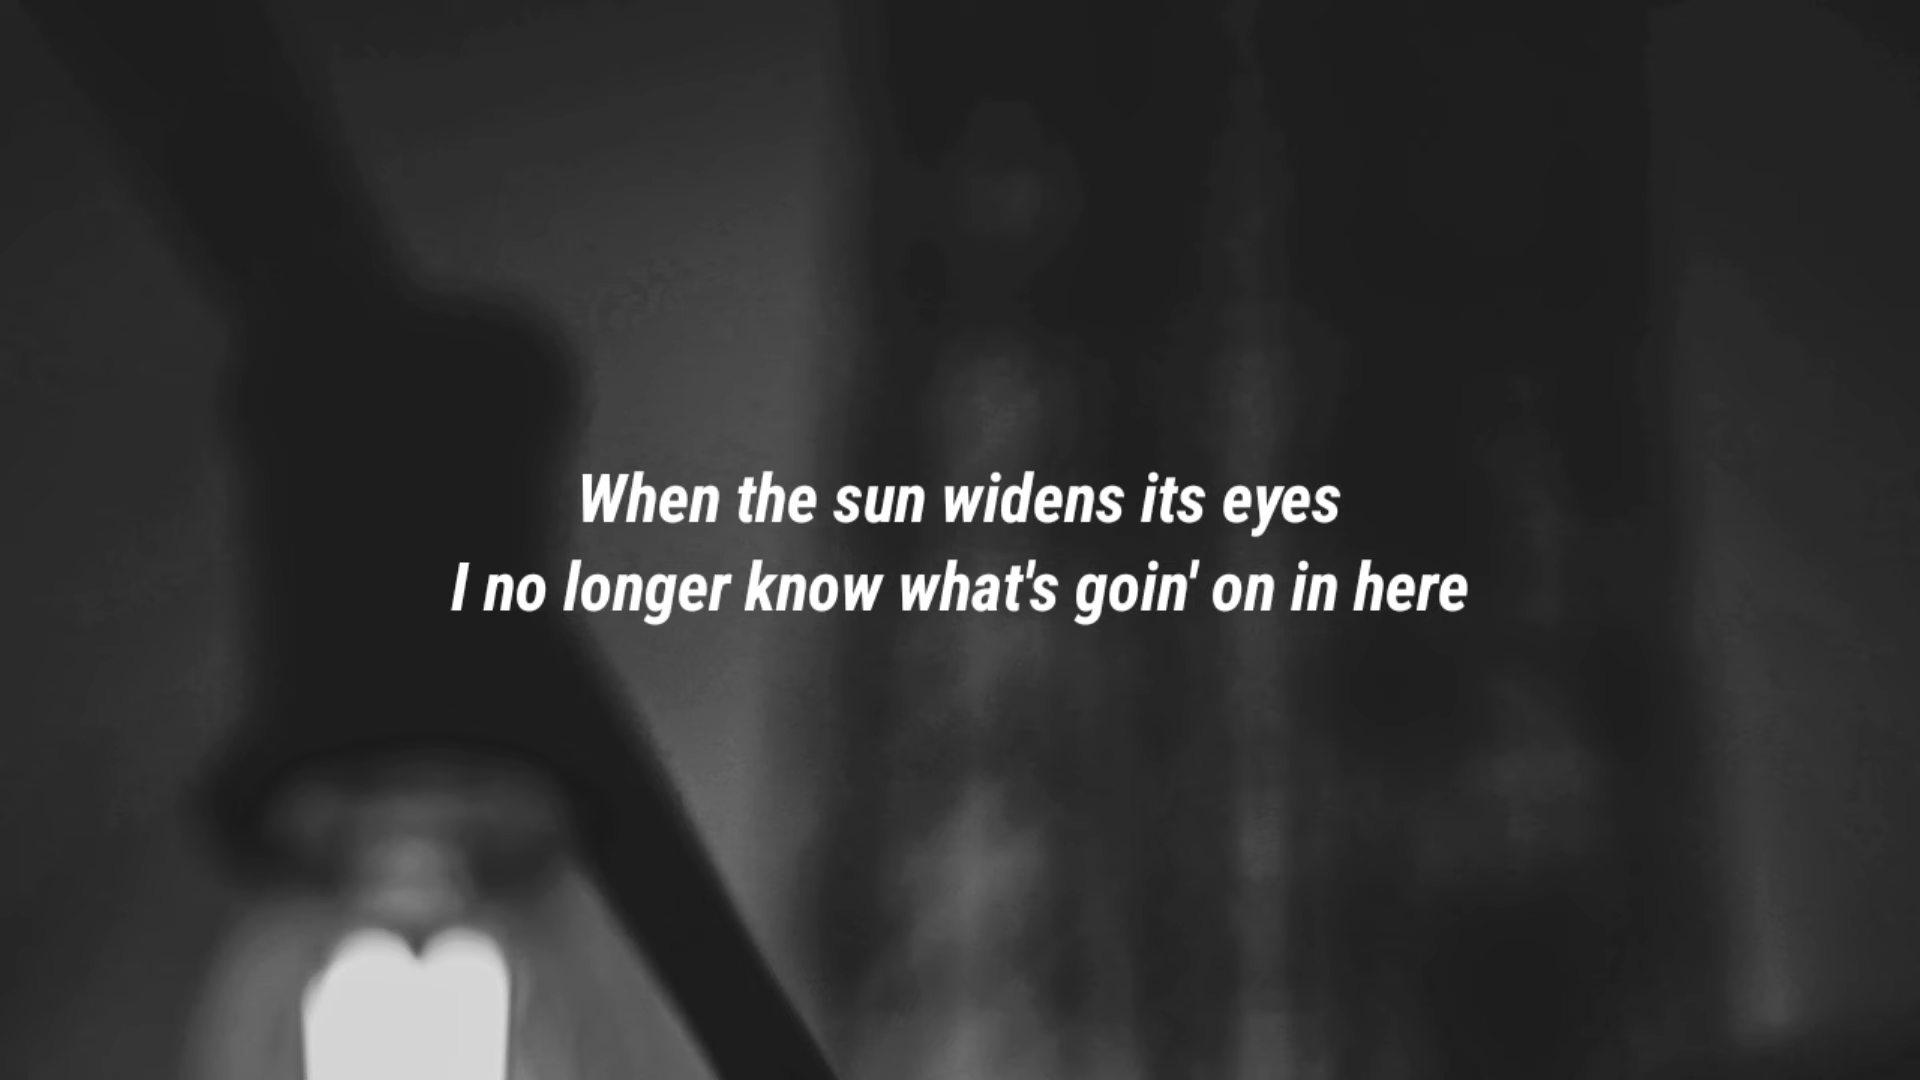 When the sun widens its eyes
I no longer know what's goin' on in here